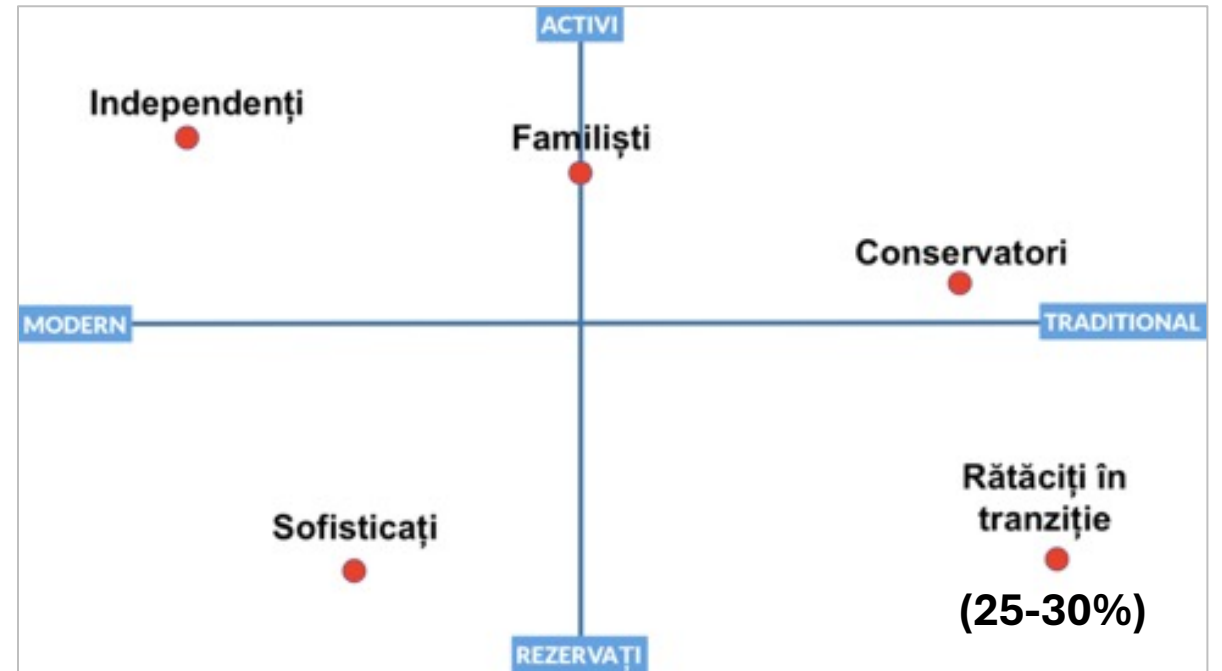 ACTIVI
Independenți
Familiști
Conservatori
MODERN
TRADITIONAL
Rătăciți în
tranziție
Sofisticați
(25-30%)
REZERVAȚI